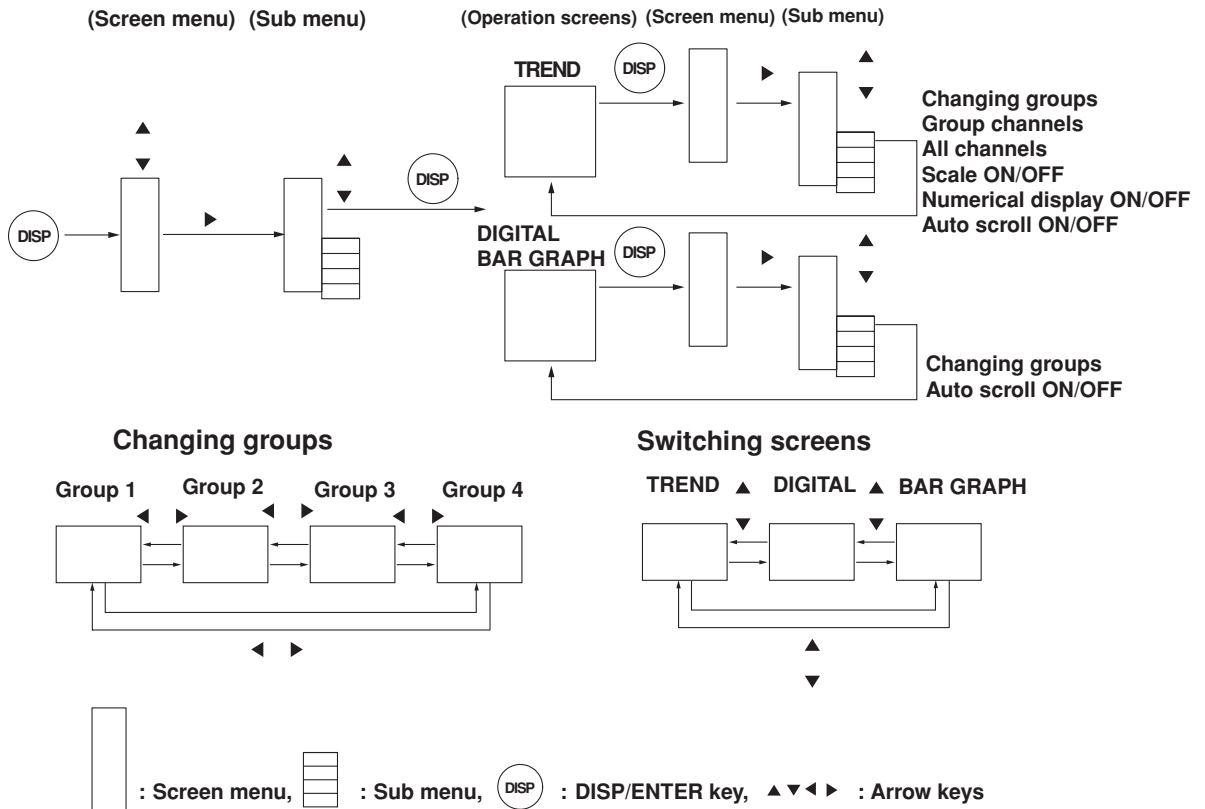 (Screen menu) (Sub menu)
(Operation screens) (Screen menu) (Sub menu)
TREND
DISP
Changing groups
Group channels
All channels
Scale ON/OFF
Numerical display ON/OFF
Auto scroll ON/OFF
DISP
DISP
DIGITAL
BAR GRAPH
DISP
Changing groups
Auto scroll ON/OFF
Changing groups
Group 1 Group 2 Group 3 Group 4
Switching screens
TREND DIGITAL BAR GRAPH
: Screen menu, : Sub menu, DISP : DISP/ENTER key, ▲▼◀▶ : Arrow keys